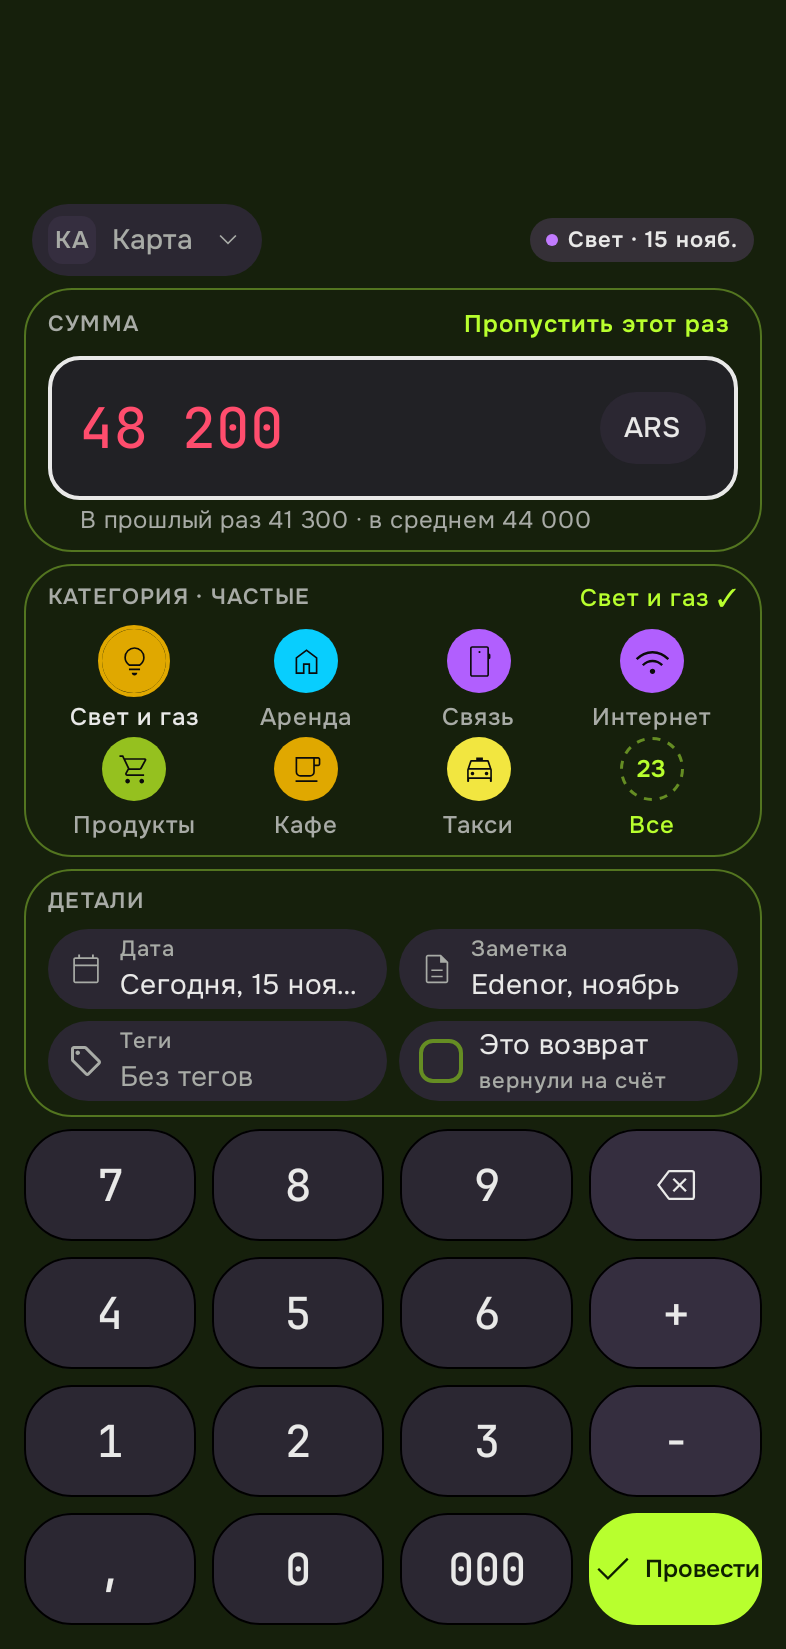 КА Карта
Свет · 15 нояб.
СУММА
Пропустить этот раз
48 200
ARS
В прошлый раз 41 300 · в среднем 44 000
КАТЕГОРИЯ · ЧАСТЫЕ
Свет и газ ✓
Свет и газ
Аренда
Связь
Интернет
23
Продукты
Кафе
Такси
Все
ДЕТАЛИ
Дата
Сегодня, 15 ноя...
Заметка
Edenor, ноябрь
Теги
Без тегов
Это возврат
вернули на счёт
7 8 9
4 5 6 +
1 2 3 -
, 0 000 Провести